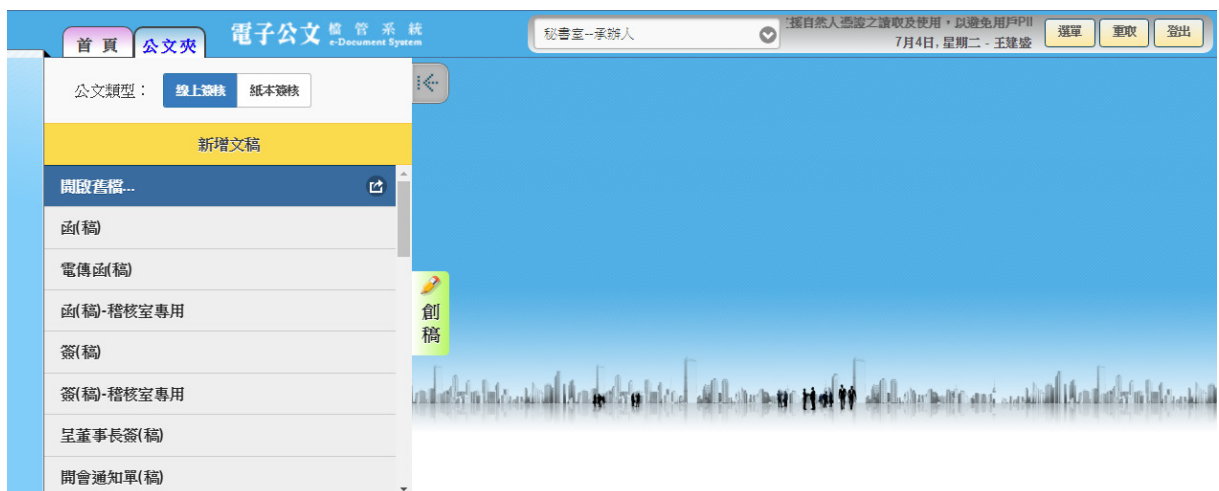 首 頁
公文夾
電子公文 檔 管 系 統
e-Document System
秘書室--承辦人
援自然人憑證之讀取及使用，以避免用戶PII
7月4日, 星期二 - 王建盛
選單
重取
登出
公文類型：
線上簽核
紙本簽核
新增文稿
開啟舊檔...
函(稿)
電傳函(稿)
函(稿)-稽核室專用
簽(稿)
簽(稿)-稽核室專用
呈董事長簽(稿)
開會通知單(稿)
創稿